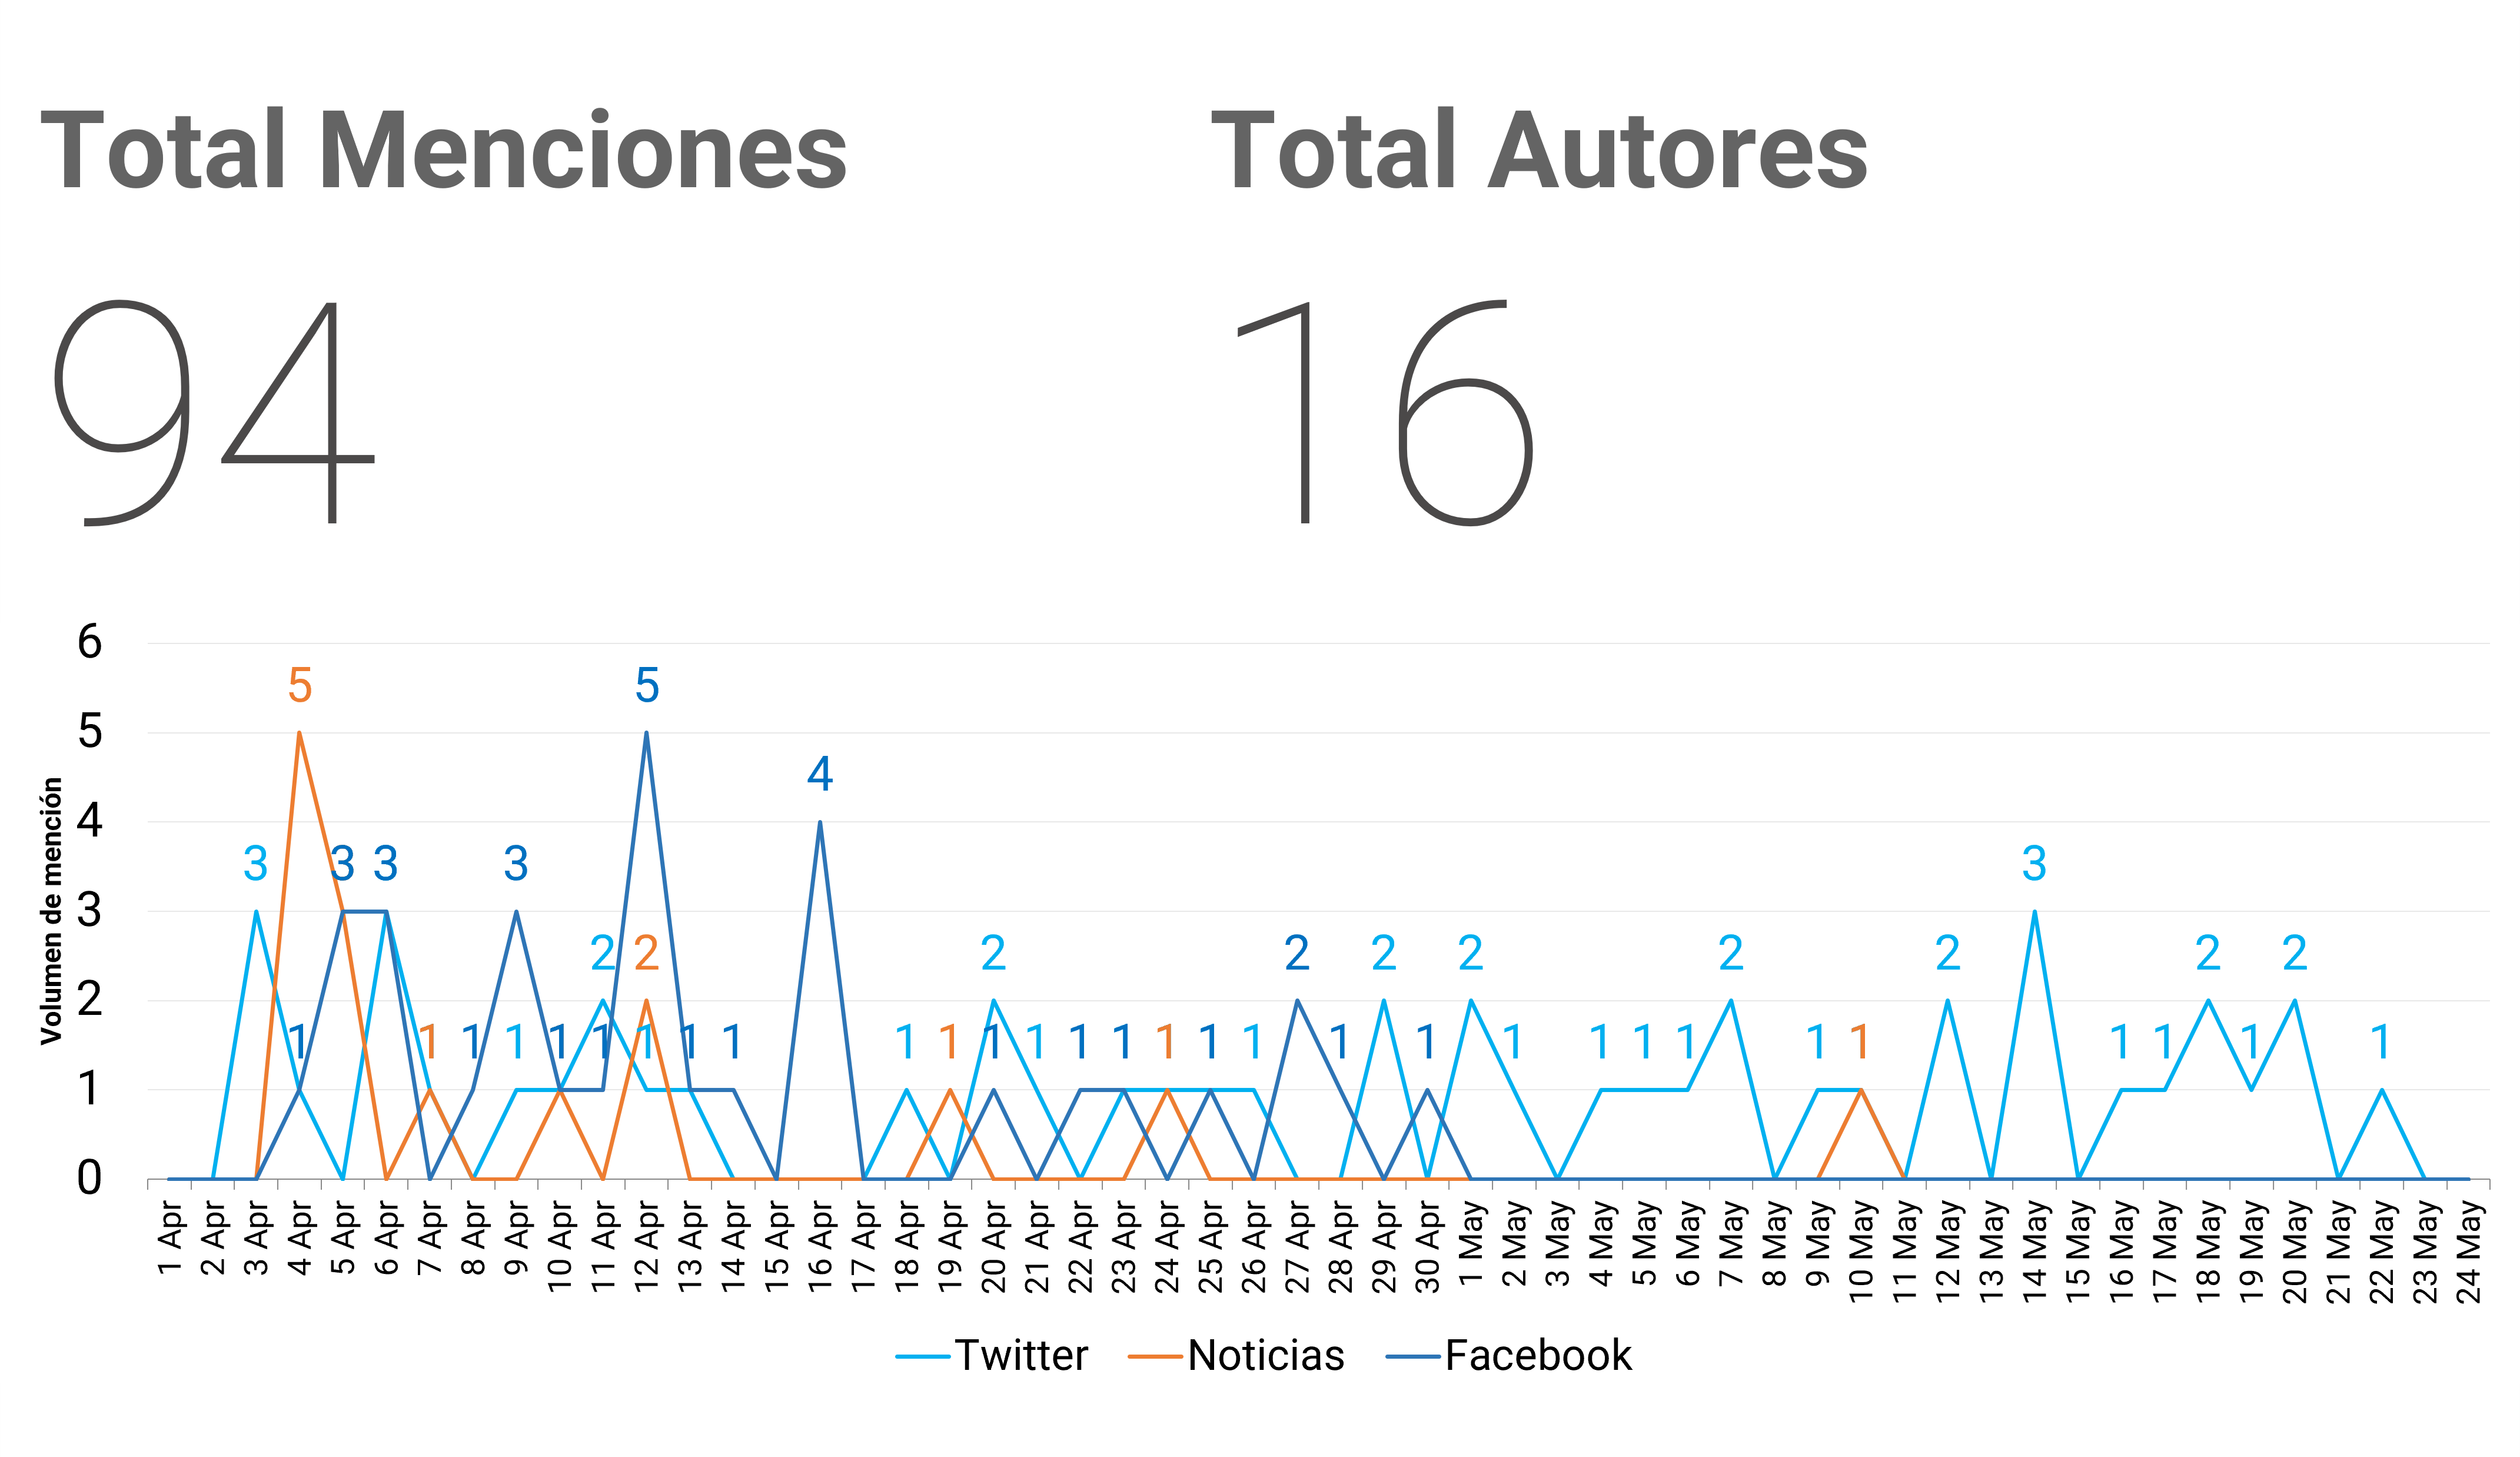 Total Menciones
Total Autores
94
16
Volumen de mención
6
5
4
3
2
1
0
5 5
4
3 3 3 3 3
2 2 2 2 2 2 2 2 2 2
1 1 1 1 1 1 1 1 1 1 1 1 1 1 1 1 1 1 1 1 1 1 1 1 1 1 1 1 1 1 1
1 Apr
2 Apr
3 Apr
4 Apr
5 Apr
6 Apr
7 Apr
8 Apr
9 Apr
10 Apr
11 Apr
12 Apr
13 Apr
14 Apr
15 Apr
16 Apr
17 Apr
18 Apr
19 Apr
20 Apr
21 Apr
22 Apr
23 Apr
24 Apr
25 Apr
26 Apr
27 Apr
28 Apr
29 Apr
30 Apr
1 May
2 May
3 May
4 May
5 May
6 May
7 May
8 May
9 May
10 May
11 May
12 May
13 May
14 May
15 May
16 May
17 May
18 May
19 May
20 May
21 May
22 May
23 May
24 May
Twitter Noticias Facebook